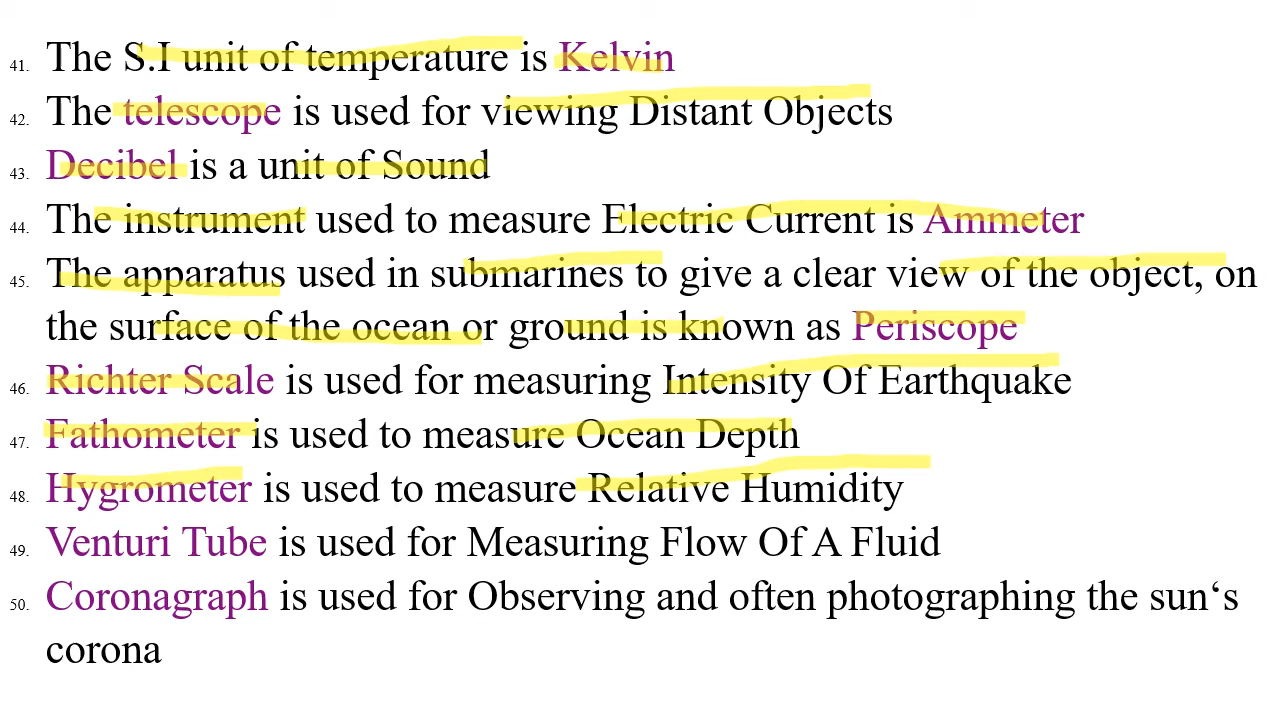 41. The S.I unit of temperature is Kelvin
42. The telescope is used for viewing Distant Objects
43. Decibel is a unit of Sound
44. The instrument used to measure Electric Current is Ammeter
45. The apparatus used in submarines to give a clear view of the object, on
the surface of the ocean or ground is known as Periscope
46. Richter Scale is used for measuring Intensity Of Earthquake
47. Fathometer is used to measure Ocean Depth
48. Hygrometer is used to measure Relative Humidity
49. Venturi Tube is used for Measuring Flow Of A Fluid
50. Coronagraph is used for Observing and often photographing the sun‘s
corona